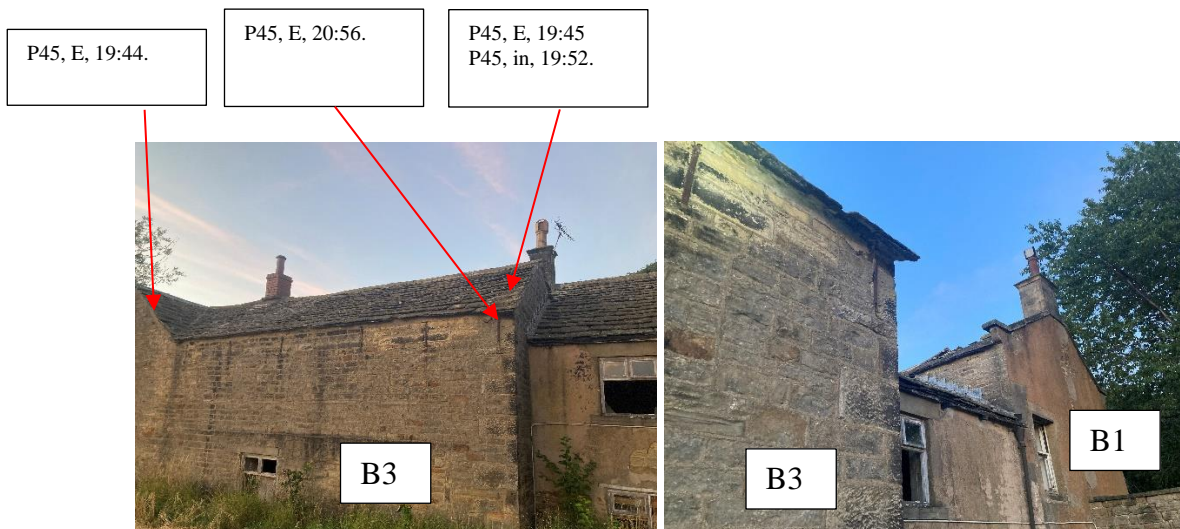 P45, E, 19:44.
P45, E, 20:56.
P45, E, 19:45
P45, in, 19:52.
B3
B3
B1